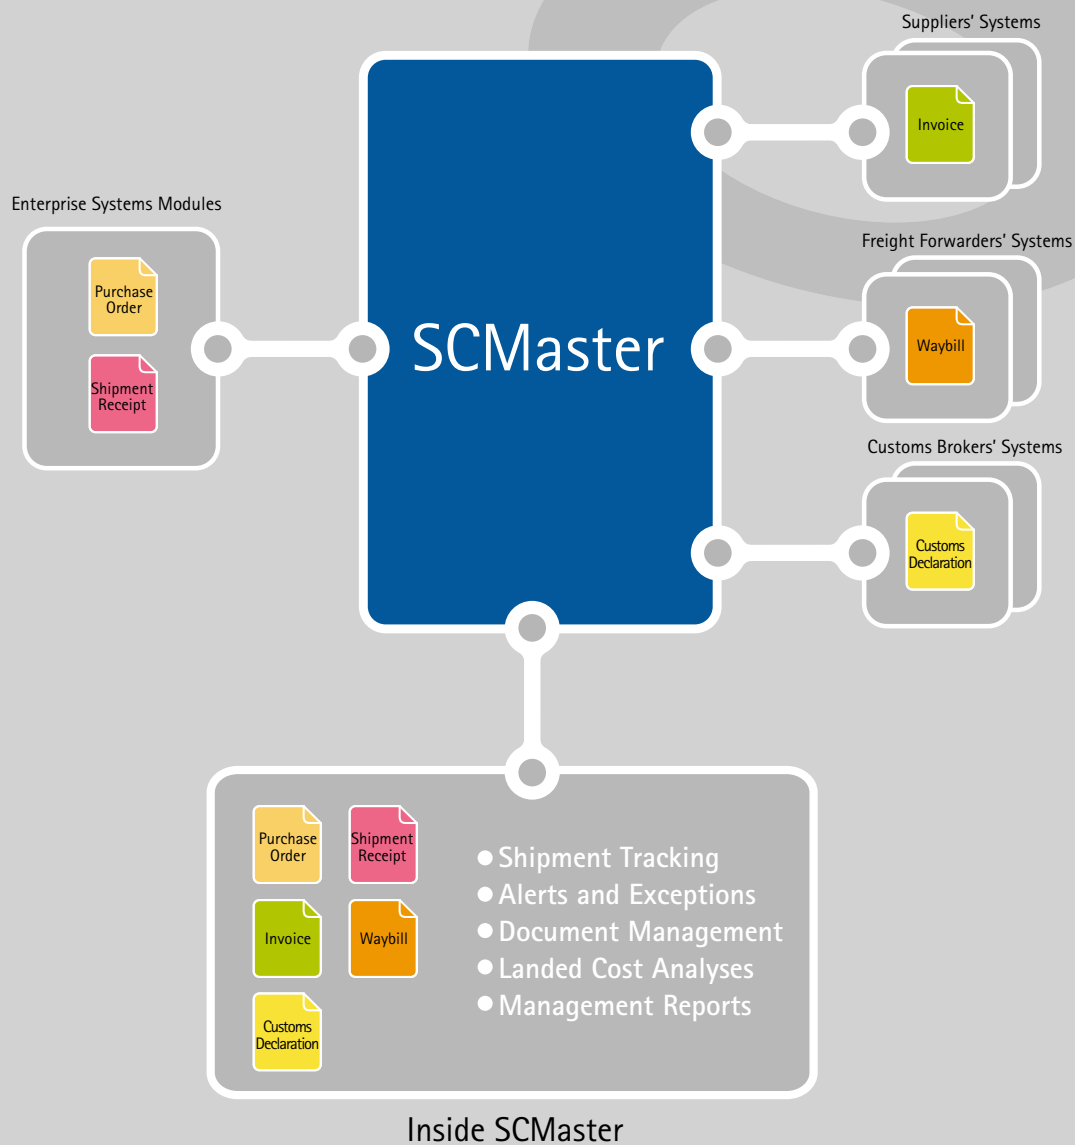 Suppliers' Systems
Invoice
Enterprise Systems Modules
Purchase
Order
Shipment
Receipt
SCMaster
Freight Forwarders' Systems
Waybill
Customs Brokers' Systems
Customs
Declaration
Purchase
Order
Shipment
Receipt
Invoice
Waybill
Customs
Declaration
● Shipment Tracking
● Alerts and Exceptions
● Document Management
● Landed Cost Analyses
● Management Reports
Inside SCMaster